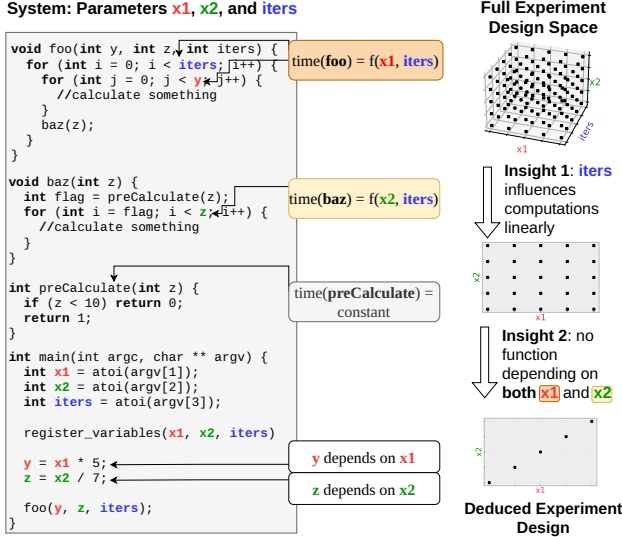 System: Parameters x1, x2, and iters
void foo(int y, int z, int iters) {
for (int i = 0; i < iters; i++) {
for (int j = 0; j < y; j++) {
//calculate something
}
baz(z);
}
}
void baz(int z) {
int flag = preCalculate(z);
for (int i = flag; i < z; i++) {
//calculate something
}
}
int preCalculate(int z) {
if (z < 10) return 0;
return 1;
}
int main(int argc, char ** argv) {
int x1 = atoi(argv[1]);
int x2 = atoi(argv[2]);
int iters = atoi(argv[3]);
register_variables(x1, x2, iters)
y = x1 * 5;
z = x2 / 7;
foo(y, z, iters);
}
time(foo) = f(x1, iters)
time(baz) = f(x2, iters)
time(preCalculate) =
constant
y depends on x1
z depends on x2
Full Experiment
Design Space
x2
iters
x1
Insight 1: iters
influences
computations
linearly
x2
x1
Insight 2: no
function
depending on
both x1 and x2
x2
x1
Deduced Experiment
Design